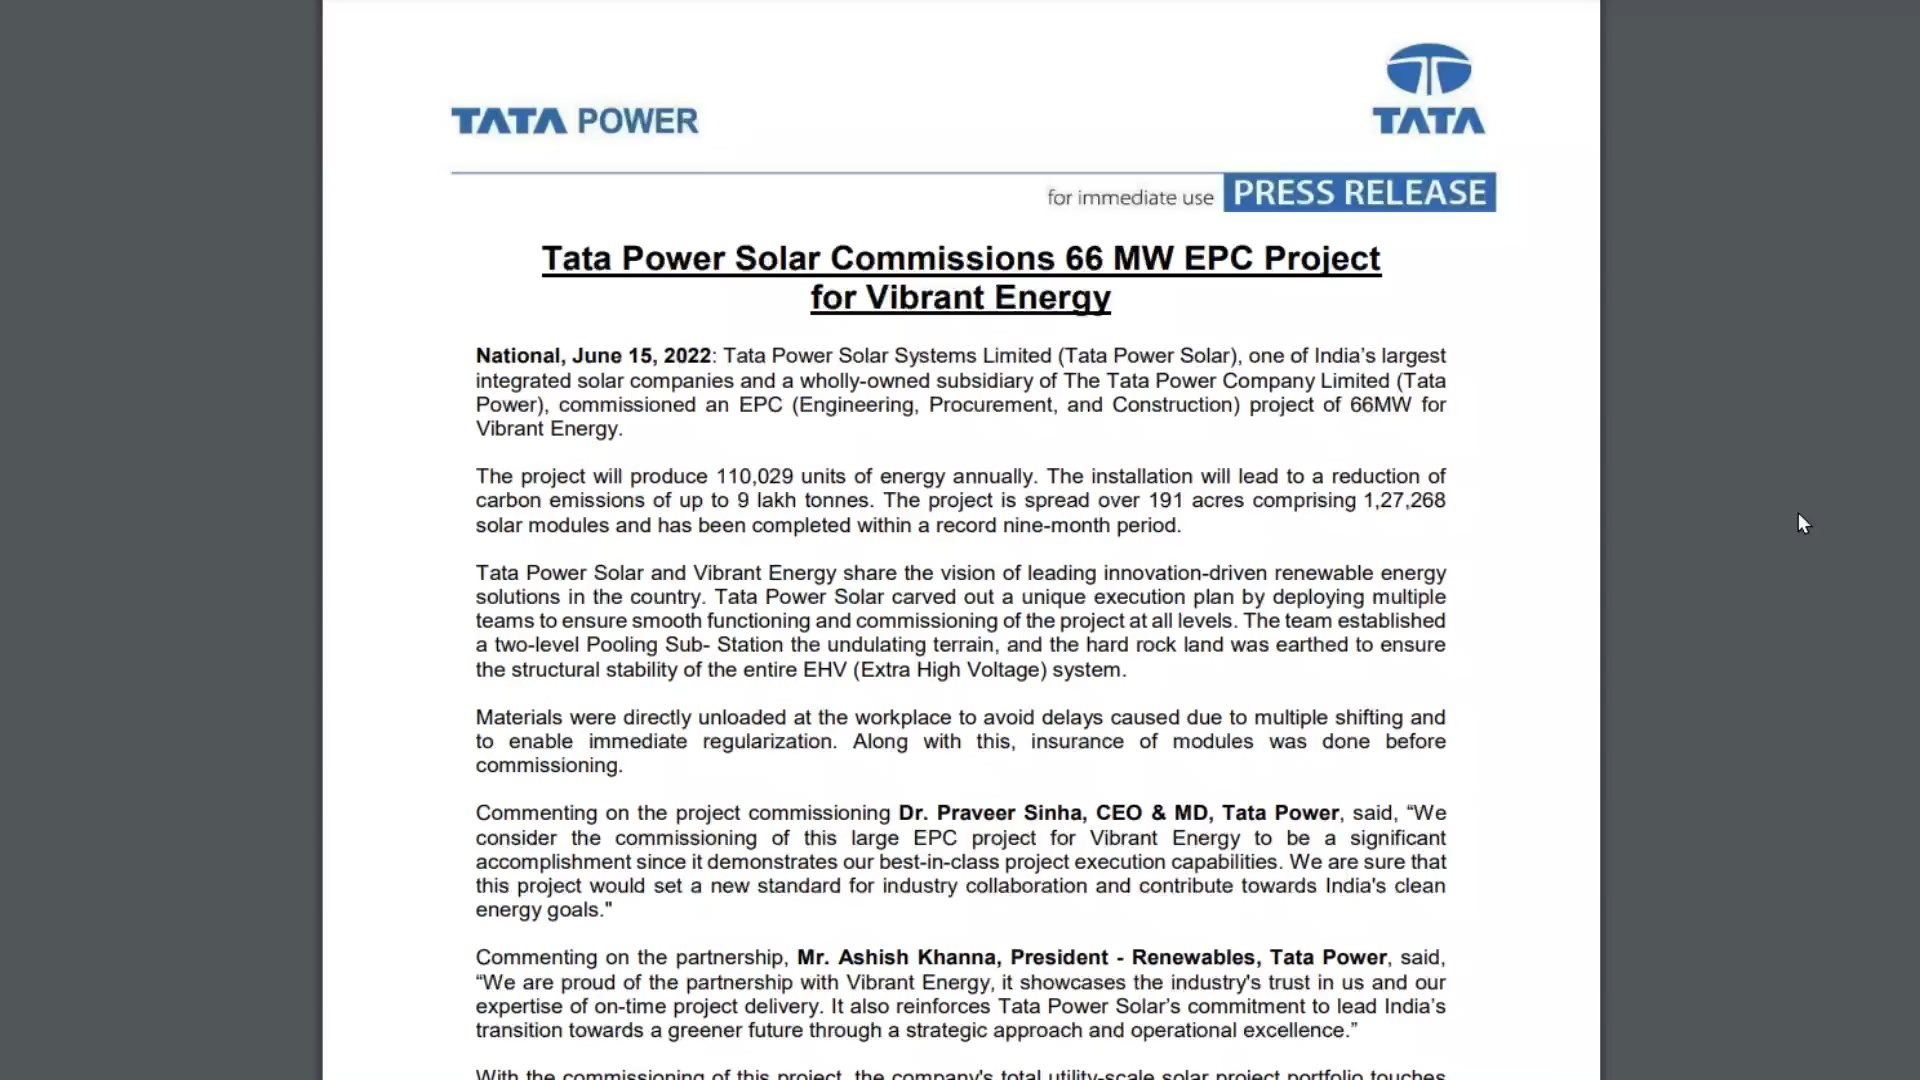 TATA POWER
TATA
for immediate use PRESS RELEASE
Tata Power Solar Commissions 66 MW EPC Project
for Vibrant Energy
National, June 15, 2022: Tata Power Solar Systems Limited (Tata Power Solar), one of India’s largest
integrated solar companies and a wholly-owned subsidiary of The Tata Power Company Limited (Tata
Power), commissioned an EPC (Engineering, Procurement, and Construction) project of 66MW for
Vibrant Energy.
The project will produce 110,029 units of energy annually. The installation will lead to a reduction of
carbon emissions of up to 9 lakh tonnes. The project is spread over 191 acres comprising 1,27,268
solar modules and has been completed within a record nine-month period.
Tata Power Solar and Vibrant Energy share the vision of leading innovation-driven renewable energy
solutions in the country. Tata Power Solar carved out a unique execution plan by deploying multiple
teams to ensure smooth functioning and commissioning of the project at all levels. The team established
a two-level Pooling Sub- Station the undulating terrain, and the hard rock land was earthed to ensure
the structural stability of the entire EHV (Extra High Voltage) system.
Materials were directly unloaded at the workplace to avoid delays caused due to multiple shifting and
to enable immediate regularization. Along with this, insurance of modules was done before
commissioning.
Commenting on the project commissioning Dr. Praveer Sinha, CEO & MD, Tata Power, said, “We
consider the commissioning of this large EPC project for Vibrant Energy to be a significant
accomplishment since it demonstrates our best-in-class project execution capabilities. We are sure that
this project would set a new standard for industry collaboration and contribute towards India's clean
energy goals."
Commenting on the partnership, Mr. Ashish Khanna, President - Renewables, Tata Power, said,
“We are proud of the partnership with Vibrant Energy, it showcases the industry's trust in us and our
expertise of on-time project delivery. It also reinforces Tata Power Solar’s commitment to lead India’s
transition towards a greener future through a strategic approach and operational excellence.”
With the commissioning of this project, the company's total utility-scale solar project portfolio touches